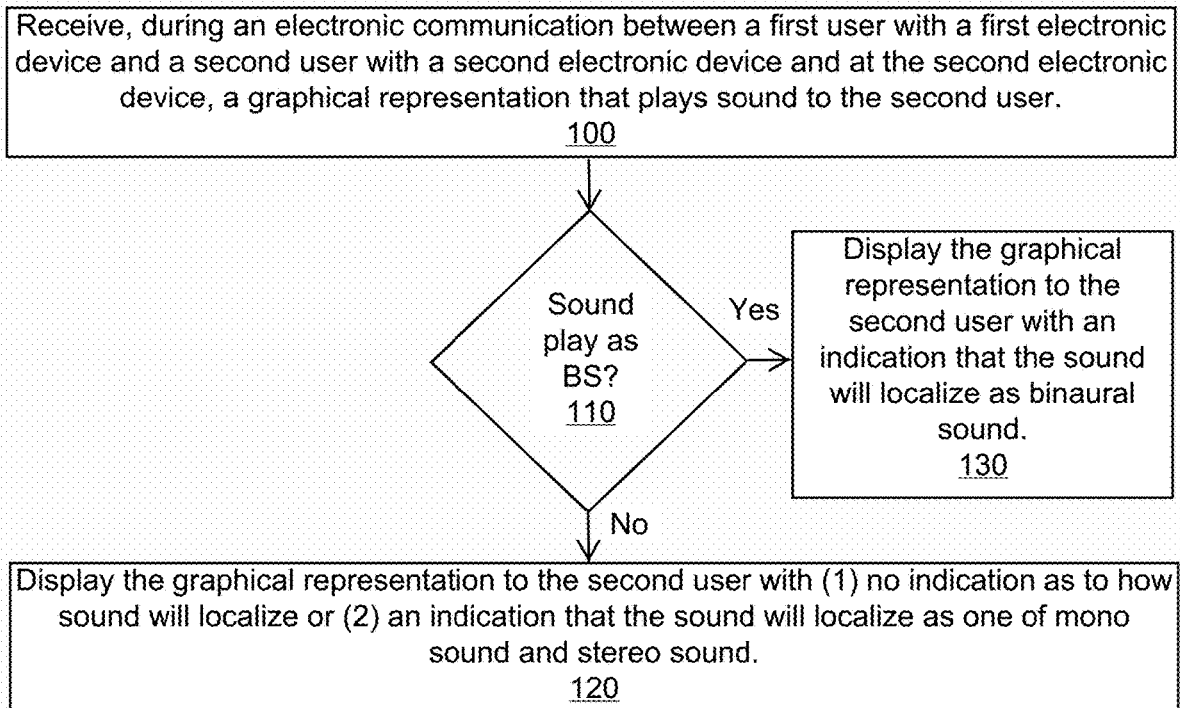 Receive, during an electronic communication between a first user with a first electronic
device and a second user with a second electronic device and at the second electronic
device, a graphical representation that plays sound to the second user.
100
Sound
play as
BS?
110
Yes
Display the graphical
representation to the
second user with an
indication that the sound
will localize as binaural
sound.
130
No
Display the graphical representation to the second user with (1) no indication as to how
sound will localize or (2) an indication that the sound will localize as one of mono
sound and stereo sound.
120